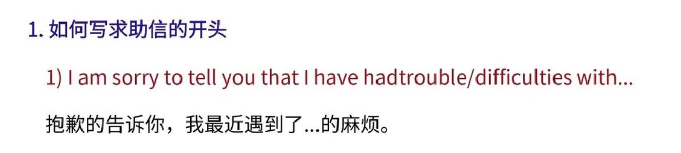 1. 如何写求助信的开头
1) I am sorry to tell you that I have hadtrouble/difficulties with...
抱歉的告诉你，我最近遇到了...的麻烦。